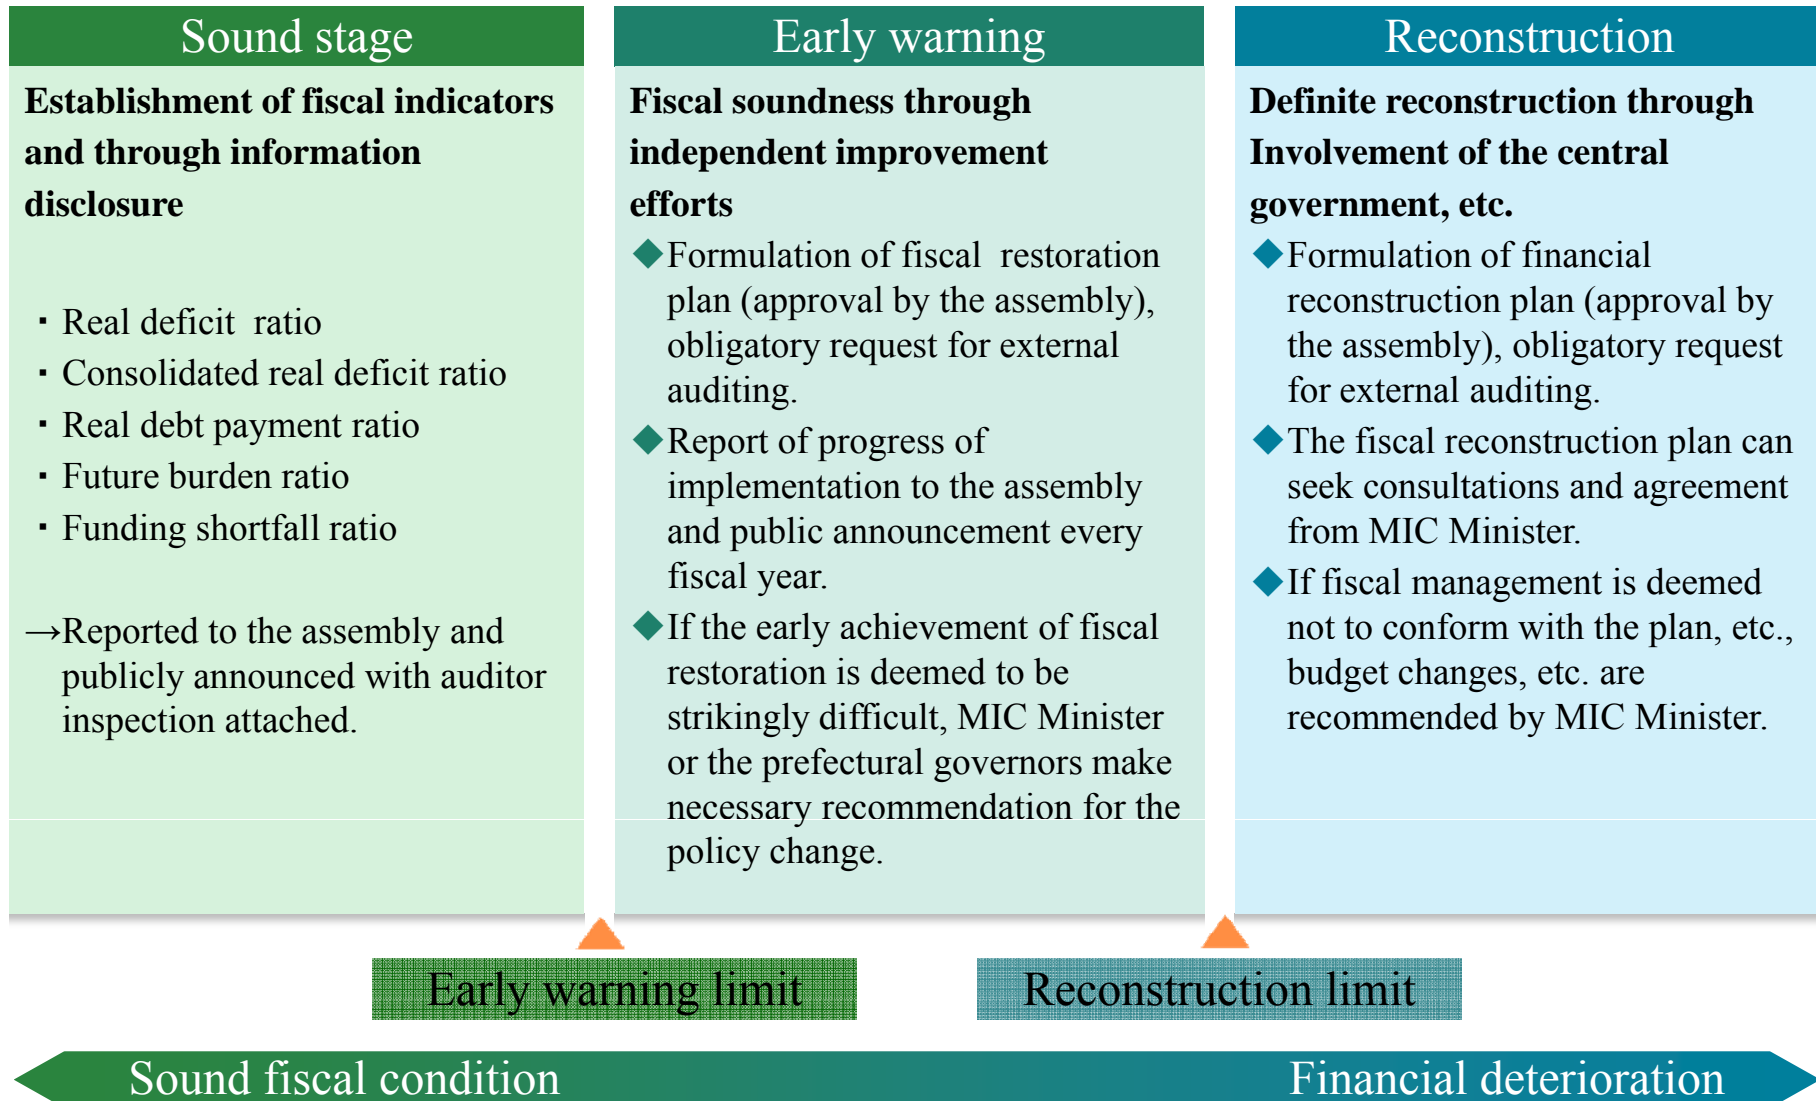 Sound stage
Establishment of fiscal indicators
and through information
disclosure
・Real deficit ratio
・Consolidated real deficit ratio
・Real debt payment ratio
・Future burden ratio
・Funding shortfall ratio
→Reported to the assembly and
publicly announced with auditor
inspection attached.
Early warning
Fiscal soundness through
independent improvement
efforts
◆Formulation of fiscal restoration
plan (approval by the assembly),
obligatory request for external
auditing.
◆Report of progress of
implementation to the assembly
and public announcement every
fiscal year.
◆If the early achievement of fiscal
restoration is deemed to be
strikingly difficult, MIC Minister
or the prefectural governors make
necessary recommendation for the
policy change.
Reconstruction
Definite reconstruction through
Involvement of the central
government, etc.
◆Formulation of financial
reconstruction plan (approval by
the assembly), obligatory request
for external auditing.
◆The fiscal reconstruction plan can
seek consultations and agreement
from MIC Minister.
◆If fiscal management is deemed
not to conform with the plan, etc.,
budget changes, etc. are
recommended by MIC Minister.
Early warning limit
Reconstruction limit
Sound fiscal condition
Financial deterioration